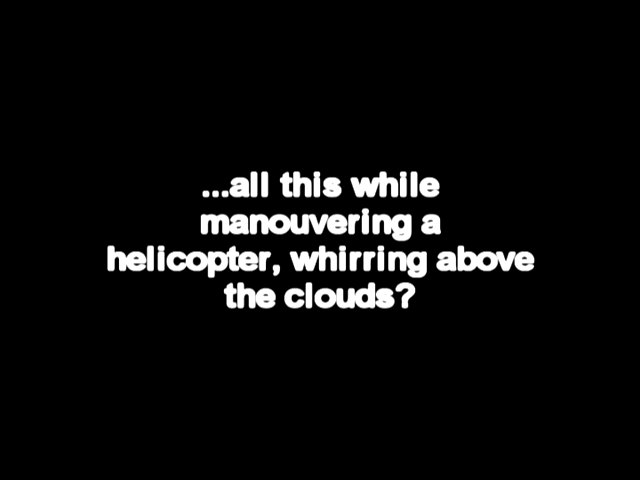 ...all this while
manouvering a
helicopter, whirring above
the clouds?